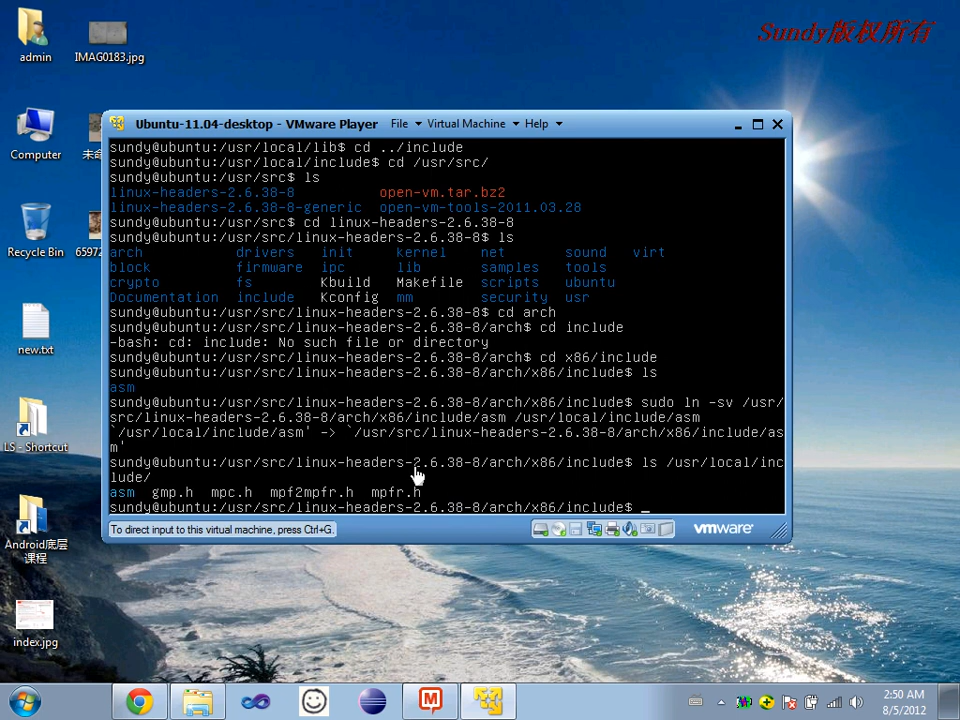 Sundy版权所有
admin
IMAG0183.jpg
Computer
Recycle Bin
new.txt
LS - Shortcut
Android底层
课程
index.jpg
Ubuntu-11.04-desktop - VMware Player File Virtual Machine Help
sundy@ubuntu:/usr/local/lib$ cd ../include
sundy@ubuntu:/usr/local/include$ cd /usr/src/
sundy@ubuntu:/usr/src$ ls
linux-headers-2.6.38-8 open-vm.tar.bz2
linux-headers-2.6.38-8-generic open-vm-tools-2011.03.28
sundy@ubuntu:/usr/src$ cd linux-headers-2.6.38-8
sundy@ubuntu:/usr/src/linux-headers-2.6.38-8$ ls
arch drivers init kernel net sound virt
block firmware ipc lib samples tools
crypto fs Kbuild Makefile scripts ubuntu
Documentation include Kconfig mm security usr
sundy@ubuntu:/usr/src/linux-headers-2.6.38-8$ cd arch
sundy@ubuntu:/usr/src/linux-headers-2.6.38-8/arch$ cd include
-bash: cd: include: No such file or directory
sundy@ubuntu:/usr/src/linux-headers-2.6.38-8/arch$ cd x86/include
sundy@ubuntu:/usr/src/linux-headers-2.6.38-8/arch/x86/include$ ls
asm
sundy@ubuntu:/usr/src/linux-headers-2.6.38-8/arch/x86/include$ sudo ln -sv /usr/
src/linux-headers-2.6.38-8/arch/x86/include/asm /usr/local/include/asm
`/usr/local/include/asm' -> `/usr/src/linux-headers-2.6.38-8/arch/x86/include/as
m'
sundy@ubuntu:/usr/src/linux-headers-2.6.38-8/arch/x86/include$ ls /usr/local/inc
lude/
asm gmp.h mpc.h mpf2mpfr.h mpfr.h
sundy@ubuntu:/usr/src/linux-headers-2.6.38-8/arch/x86/include$ _
To direct input to this virtual machine, press Ctrl+G.
vmware
2:50 AM
8/5/2012